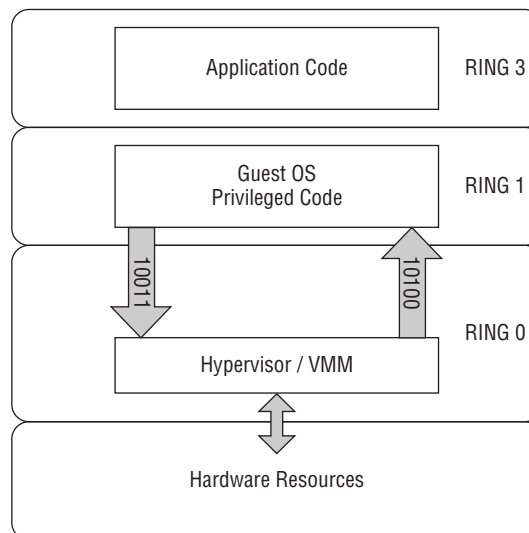 Application Code
RING 3
Guest OS
Privileged Code
RING 1
10011
10100
RING 0
Hypervisor / VMM
Hardware Resources